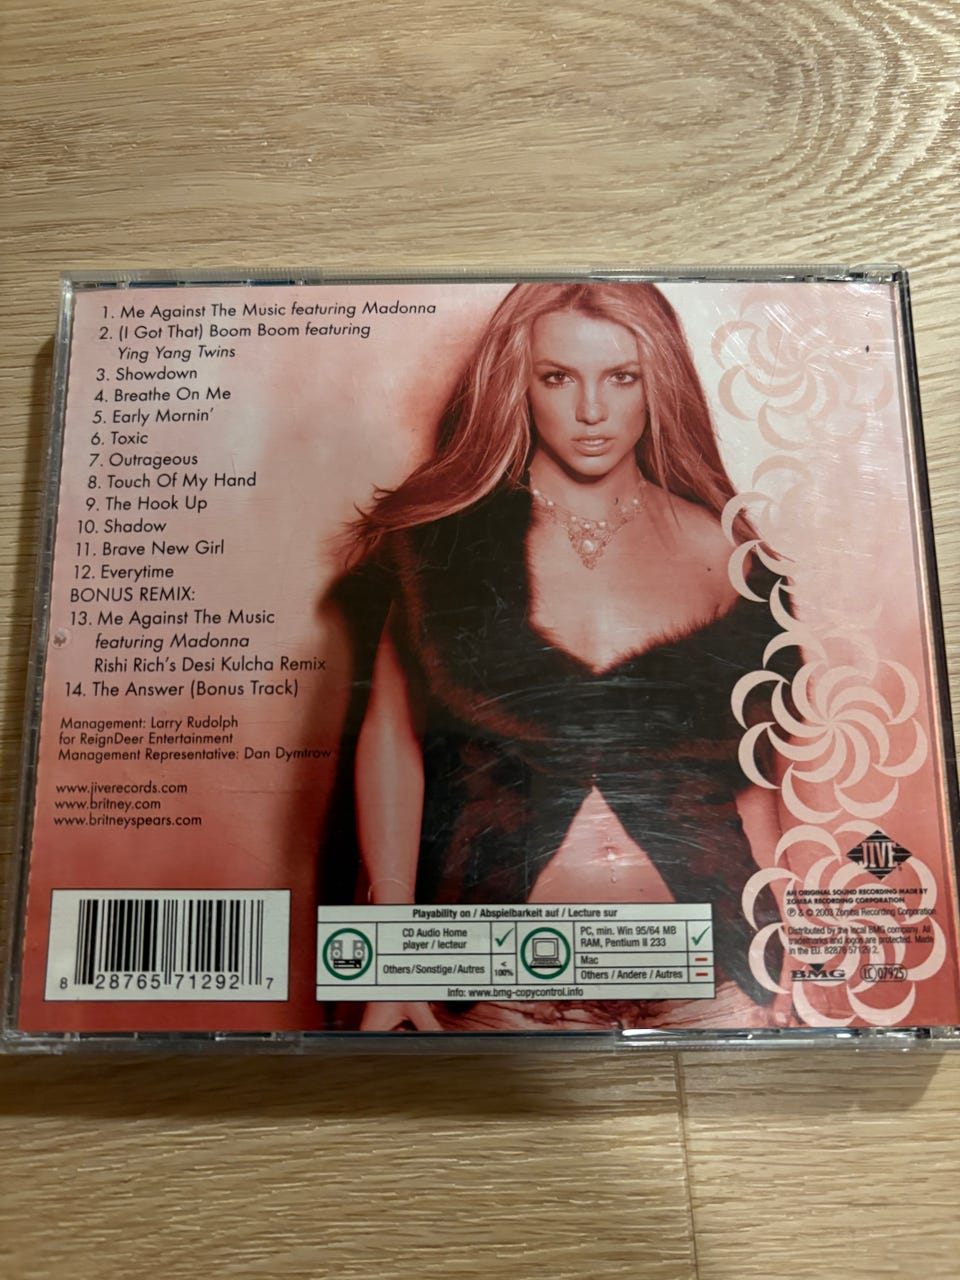 1. Me Against The Music featuring Madonna
2. (I Got That) Boom Boom featuring
Ying Yang Twins
3. Showdown
4. Breathe On Me
5. Early Mornin'
6. Toxic
7. Outrageous
8. Touch Of My Hand
9. The Hook Up
10. Shadow
11. Brave New Girl
12. Everytime
BONUS REMIX:
13. Me Against The Music
featuring Madonna
Rishi Rich's Desi Kulcha Remix
14. The Answer (Bonus Track)
Management: Larry Rudolph
for ReignDeer Entertainment
Management Representative: Dan Dymtrow
www.jiverecords.com
www.britney.com
www.britneyspears.com
8 28765 71292 7
Playability on / Abspielbarkeit auf / Lecture sur
CD Audio Home
player / lecteur
Others/Sonstige/Autres
<
100%
PC, min. Win 95/64 MB
RAM, Pentium II 233
Mac
Others / Andere / Autres
Info: www.bmg-copycontrol.info
JIVE
AN ORIGINAL SOUND RECORDING MADE BY
ZOMBA RECORDING CORPORATION
℗ & © 2003 Zomba Recording Corporation
Distributed by the local BMG company. All
trademarks and logos are protected. Made
in the EU. 82876 57129 2.
BMG
LC 07925